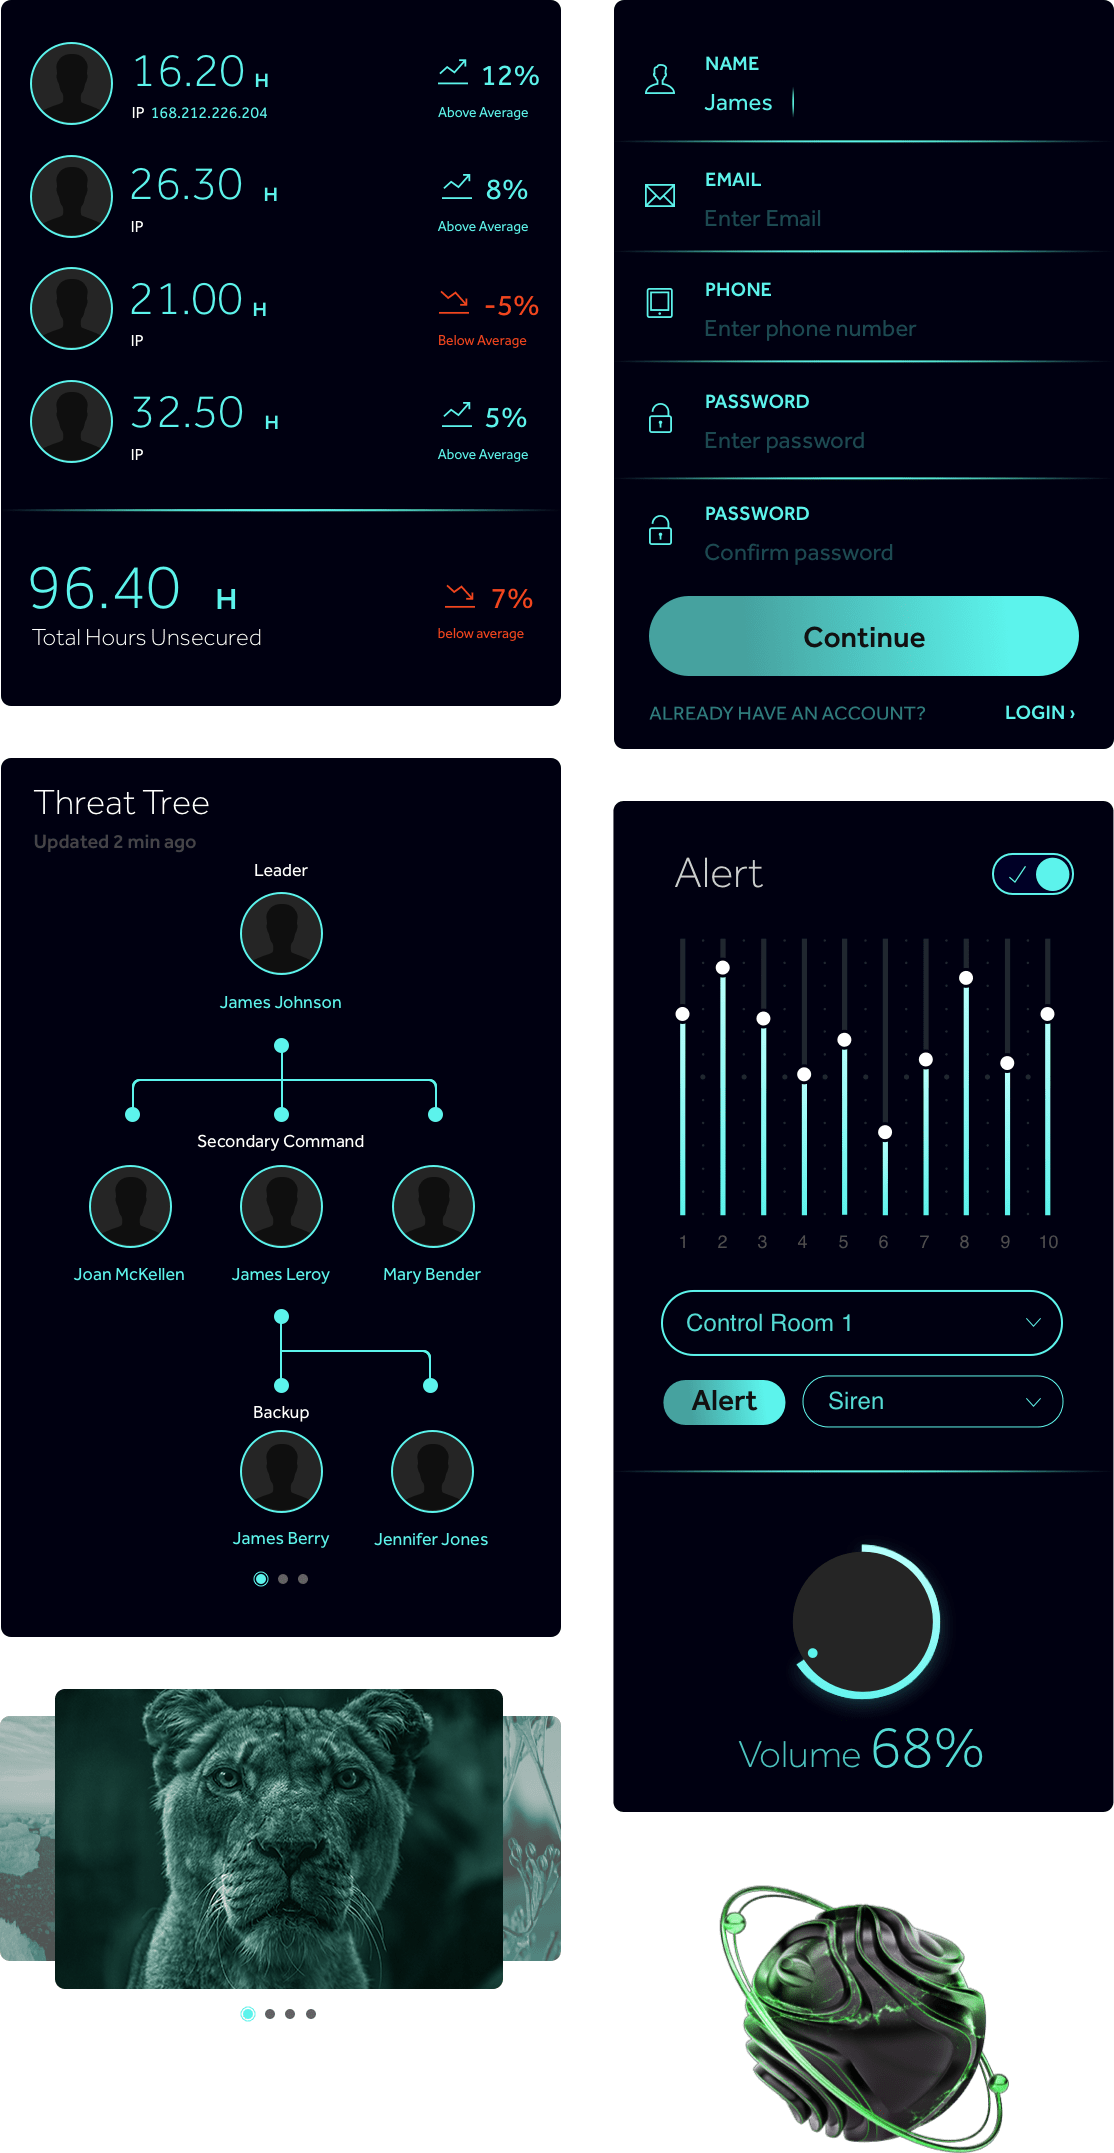 16.20 H
IP 168.212.226.204
12%
Above Average
26.30 H
IP
8%
Above Average
21.00 H
IP
-5%
Below Average
32.50 H
IP
5%
Above Average
96.40 H
Total Hours Unsecured
7%
below average
NAME
James
EMAIL
Enter Email
PHONE
Enter phone number
PASSWORD
Enter password
PASSWORD
Confirm password
Continue
ALREADY HAVE AN ACCOUNT? LOGIN ›
Threat Tree
Updated 2 min ago
Leader
James Johnson
Secondary Command
Joan McKellen James Leroy Mary Bender
Backup
James Berry Jennifer Jones
Alert
1 2 3 4 5 6 7 8 9 10
Control Room 1
Alert Siren
Volume 68%